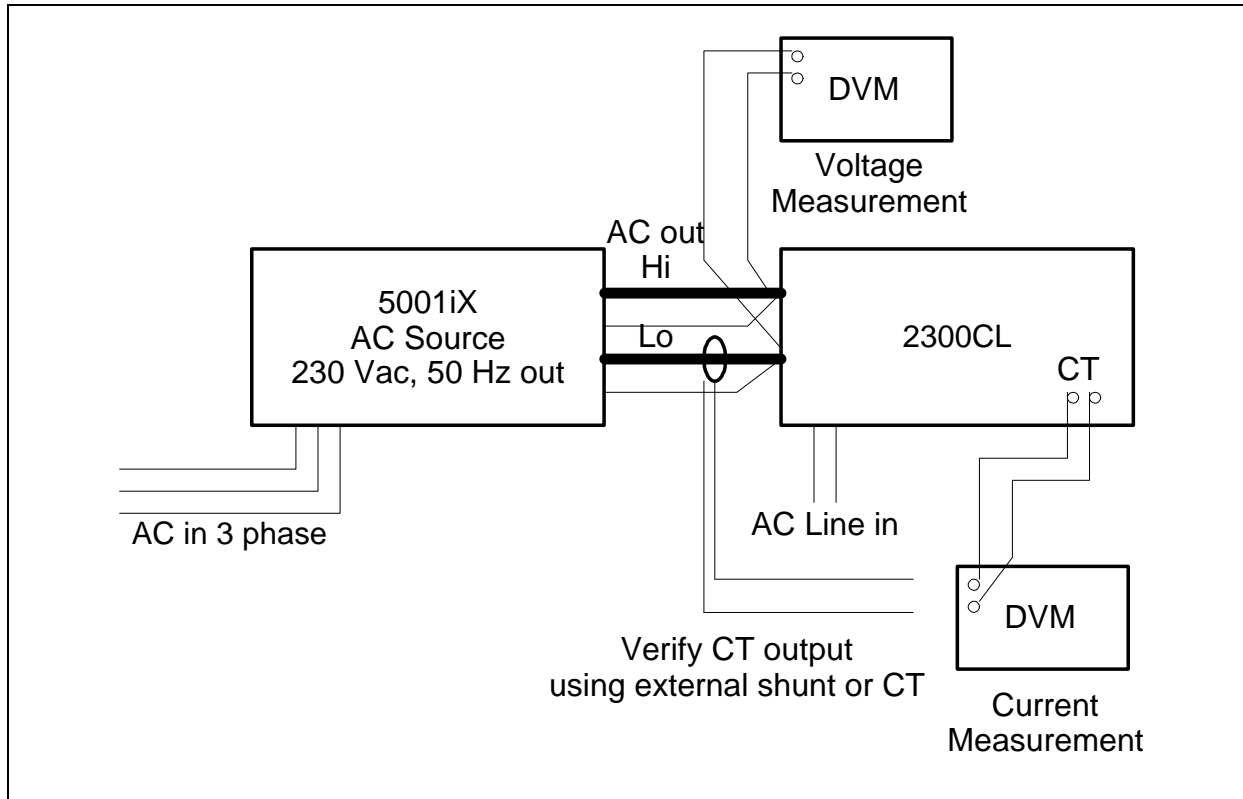 DVM
Voltage
Measurement
AC out
Hi
5001iX
AC Source
230 Vac, 50 Hz out
Lo
2300CL
CT
AC in 3 phase
AC Line in
DVM
Verify CT output
using external shunt or CT
Current
Measurement